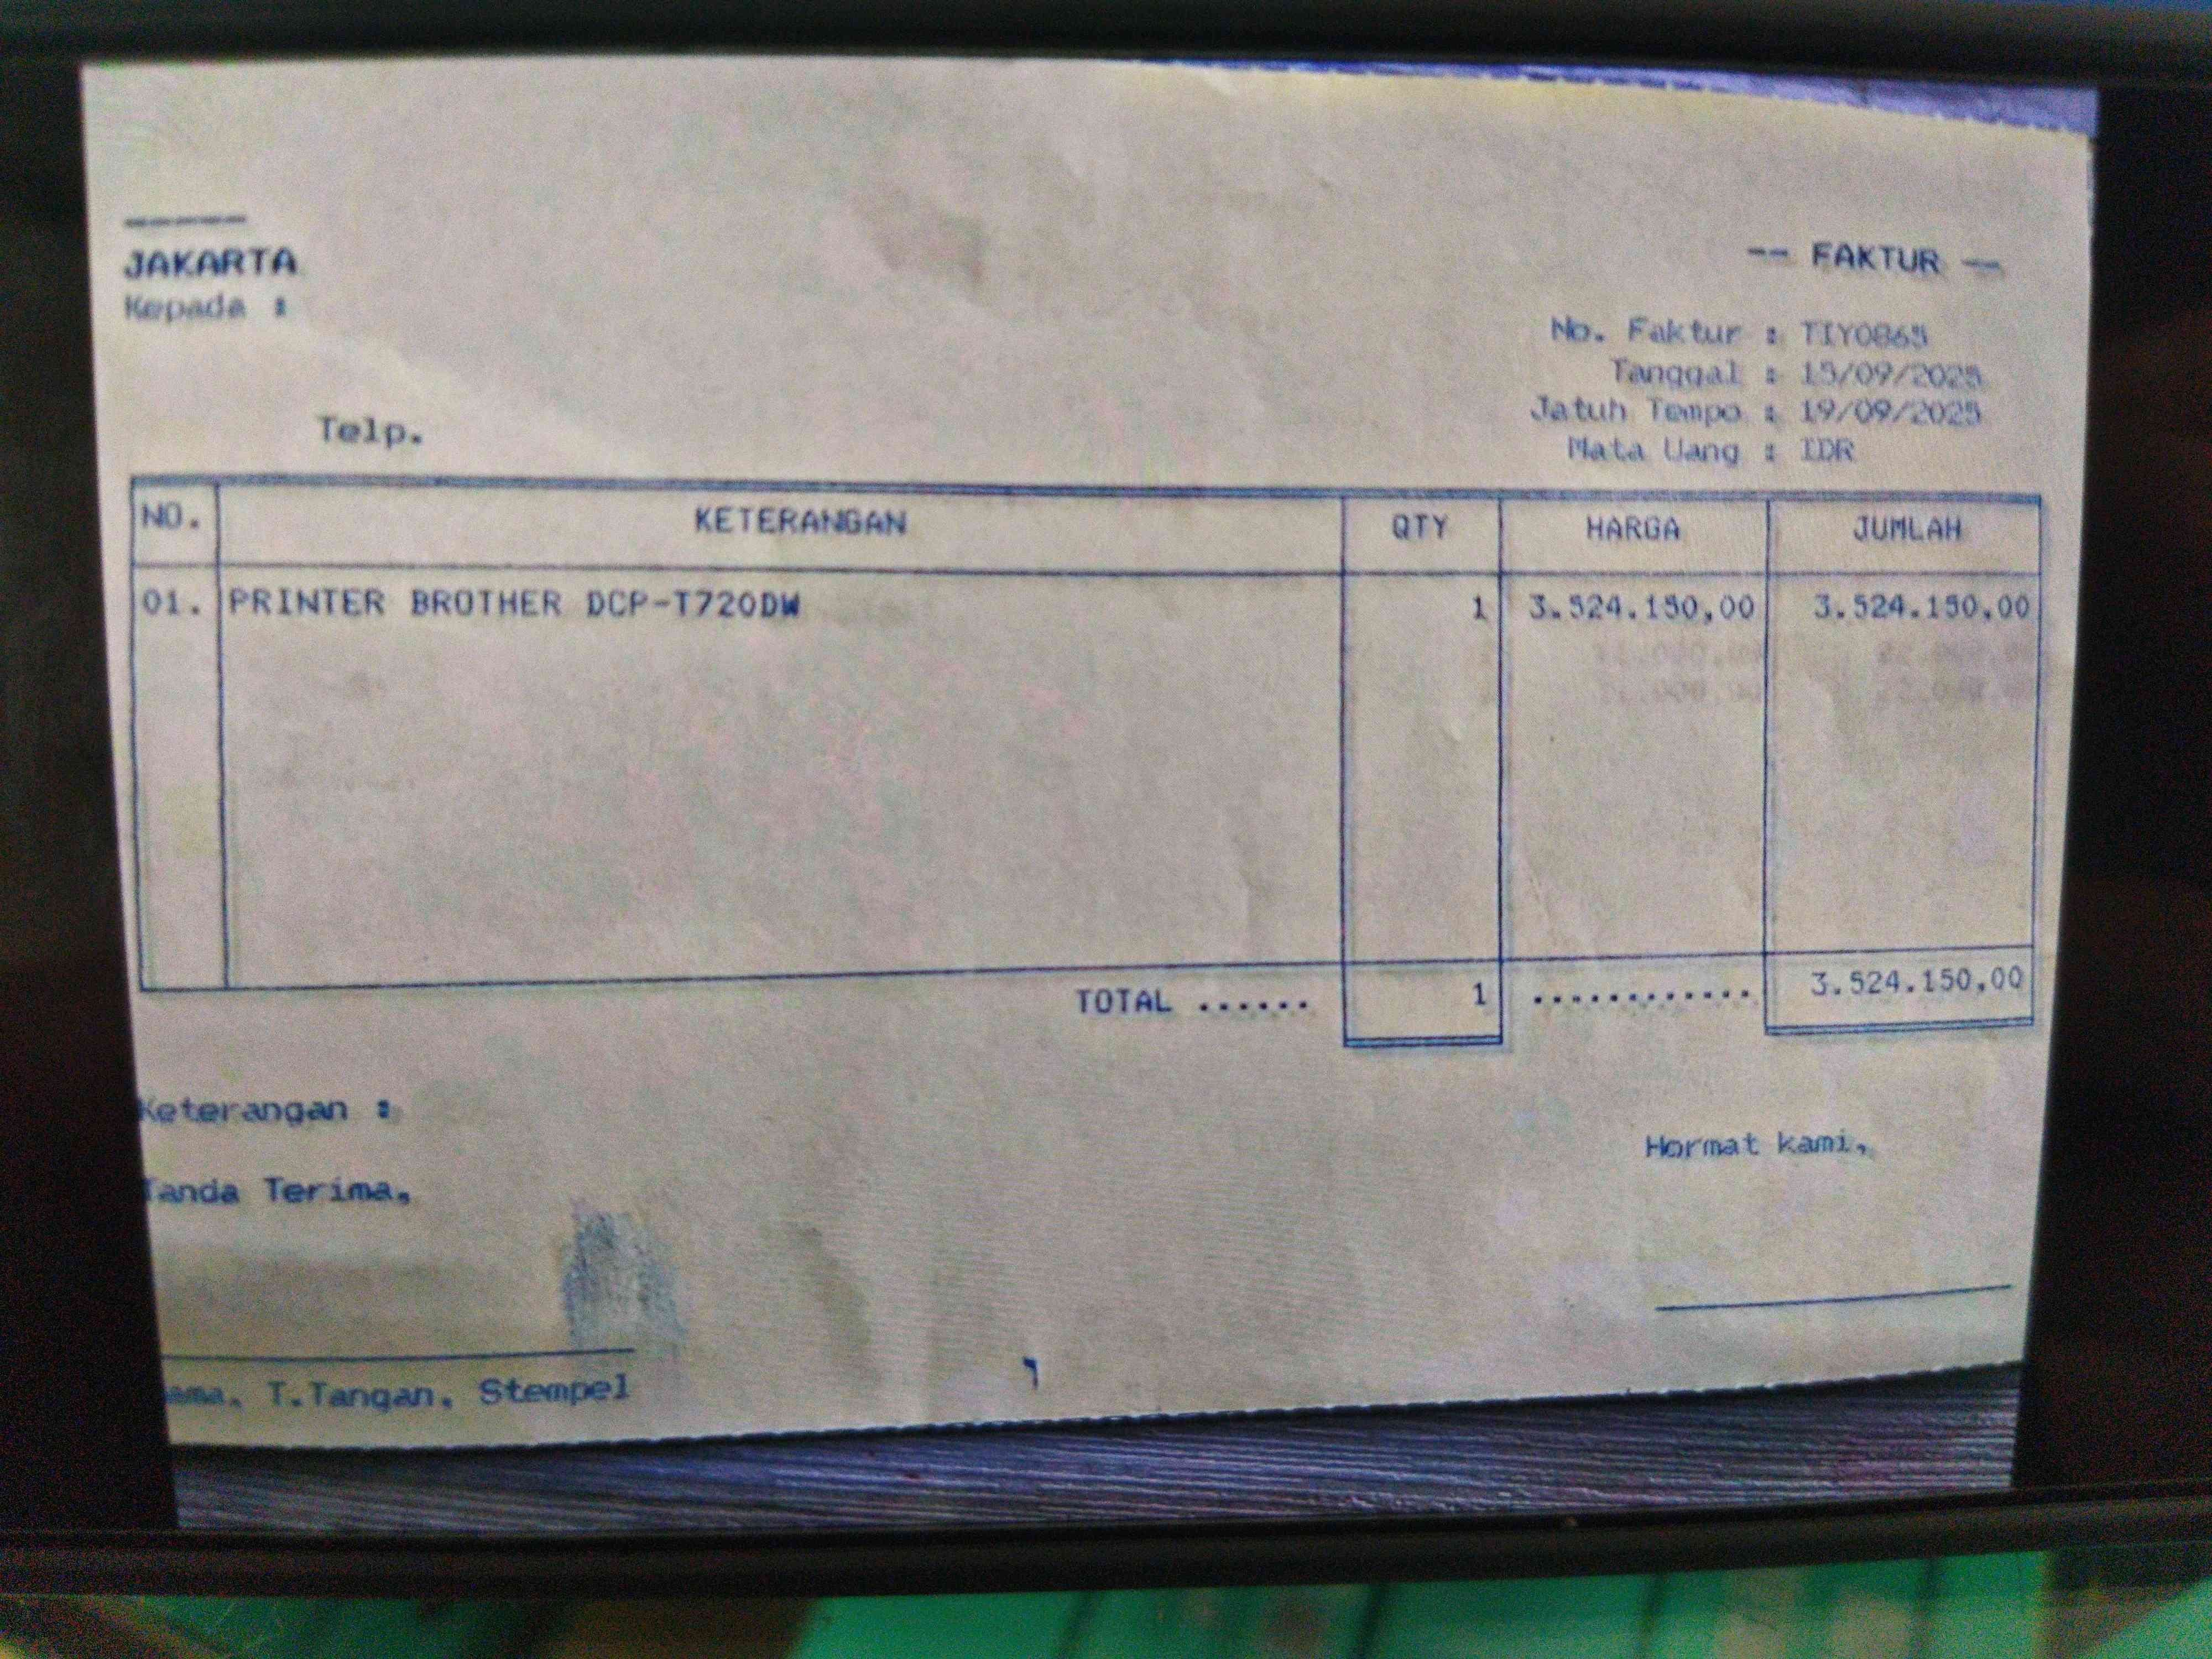 JAKARTA
Kepada :
Telp.
-- FAKTUR --
No. Faktur : TIY0865
Tanggal : 15/09/2025
Jatuh Tempo : 19/09/2025
Mata Uang : IDR
NO. KETERANGAN QTY HARGA JUMLAH
01. PRINTER BROTHER DCP-T720DW 1 3.524.150,00 3.524.150,00
TOTAL ...... 1 ............ 3.524.150,00
Keterangan :
Hormat kami,
Tanda Terima,
T.Tangan, Stempel